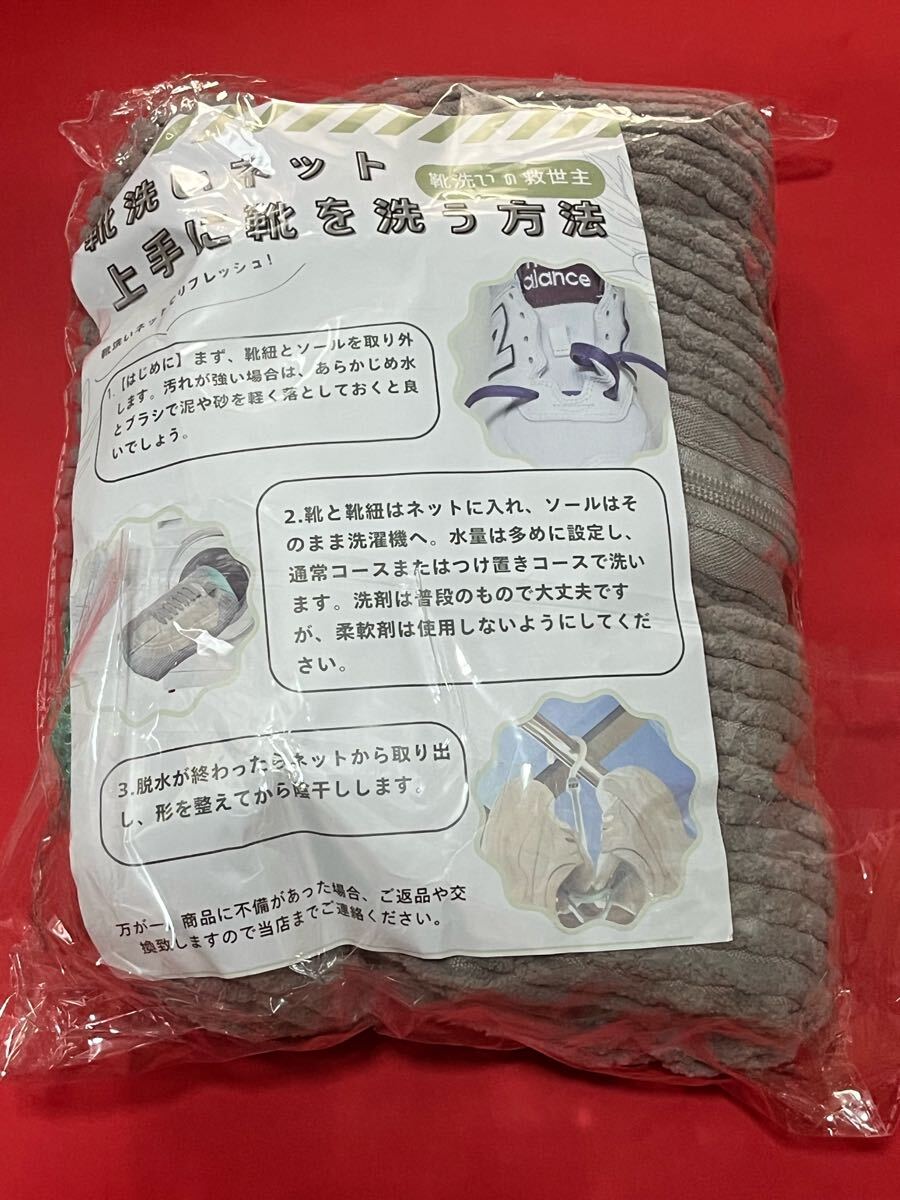 靴洗いネット
靴洗いの救世主
上手に靴を洗う方法
靴洗いネットでリフレッシュ！
alance
1.【はじめに】まず、靴紐とソールを取り外
します。汚れが強い場合は、あらかじめ水
とブラシで泥や砂を軽く落としておくと良
いでしょう。
2.靴と靴紐はネットに入れ、ソールはそ
のまま洗濯機へ。水量は多めに設定し、
通常コースまたはつけ置きコースで洗い
ます。洗剤は普段のもので大丈夫です
が、柔軟剤は使用しないようにしてくだ
さい。
3.脱水が終わったらネットから取り出
し、形を整えてから陰干しします。
万が一、商品に不備があった場合、ご返品や交
換致しますので当店までご連絡ください。